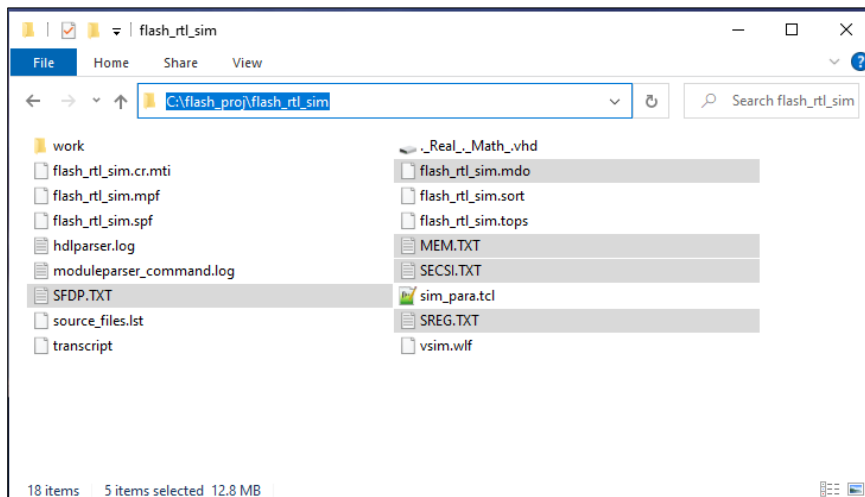 flash_rtl_sim
File Home Share View
C:\flash_proj\flash_rtl_sim
Search flash_rtl_sim
work
flash_rtl_sim.cr.mti
flash_rtl_sim.mpf
flash_rtl_sim.spf
hdlparser.log
moduleparser_command.log
SFDP.TXT
source_files.lst
transcript
._Real_._Math_.vhd
flash_rtl_sim.mdo
flash_rtl_sim.sort
flash_rtl_sim.tops
MEM.TXT
SECSI.TXT
sim_para.tcl
SREG.TXT
vsim.wlf
18 items 5 items selected 12.8 MB